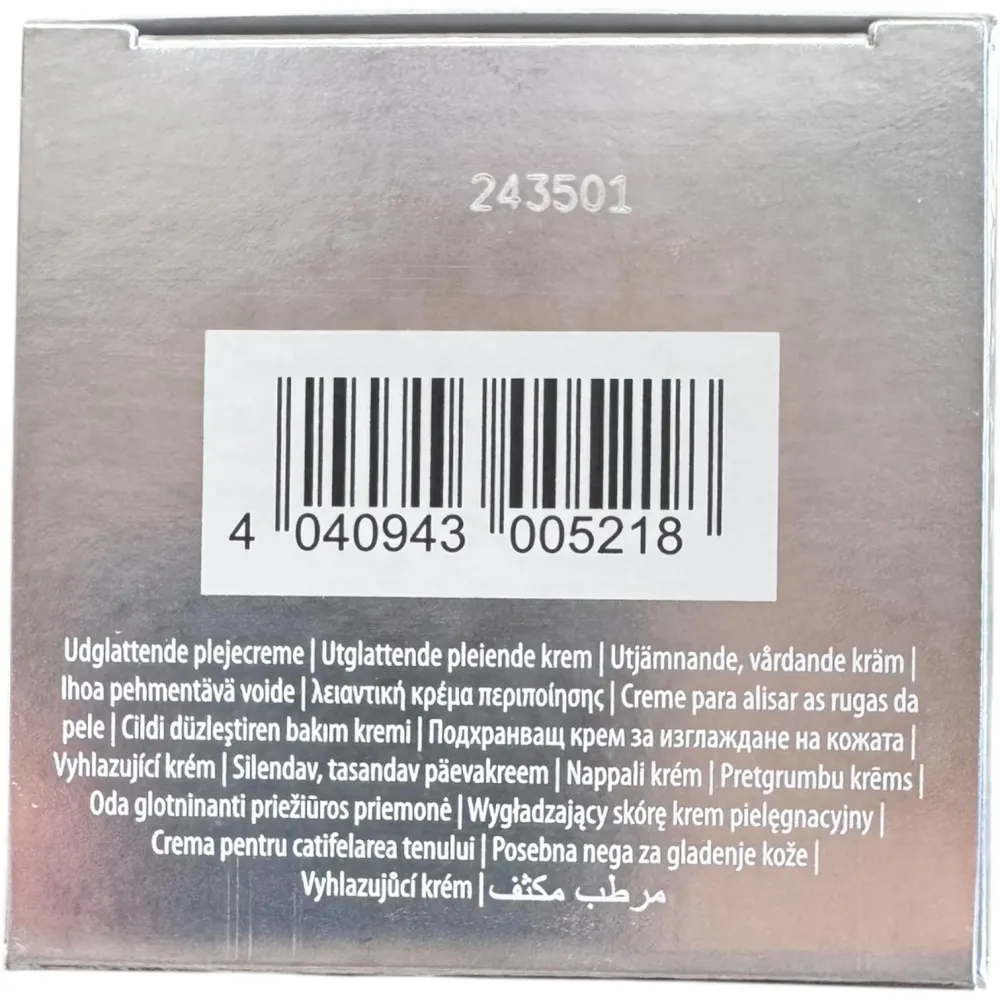 243501
4 040943 005218
Udglattende plejecreme | Utglattende pleiende krem | Utjämnande, vårdande kräm |
Ihoa pehmentävä voide | λειαντική κρέμα περιποίησης | Creme para alisar as rugas da
pele | Cildi düzleştiren bakım kremi | Подхранващ крем за изглаждане на кожата |
Vyhlazující krém | Silendav, tasandav päevakreem | Nappali krém | Pretgrumbu krēms |
Oda glotninanti priežiūros priemonė | Wygładzający skórę krem pielęgnacyjny |
Crema pentru catifelarea tenului | Posebna nega za gladenje kože |
Vyhlazujůcí krém | مرطب مكثف